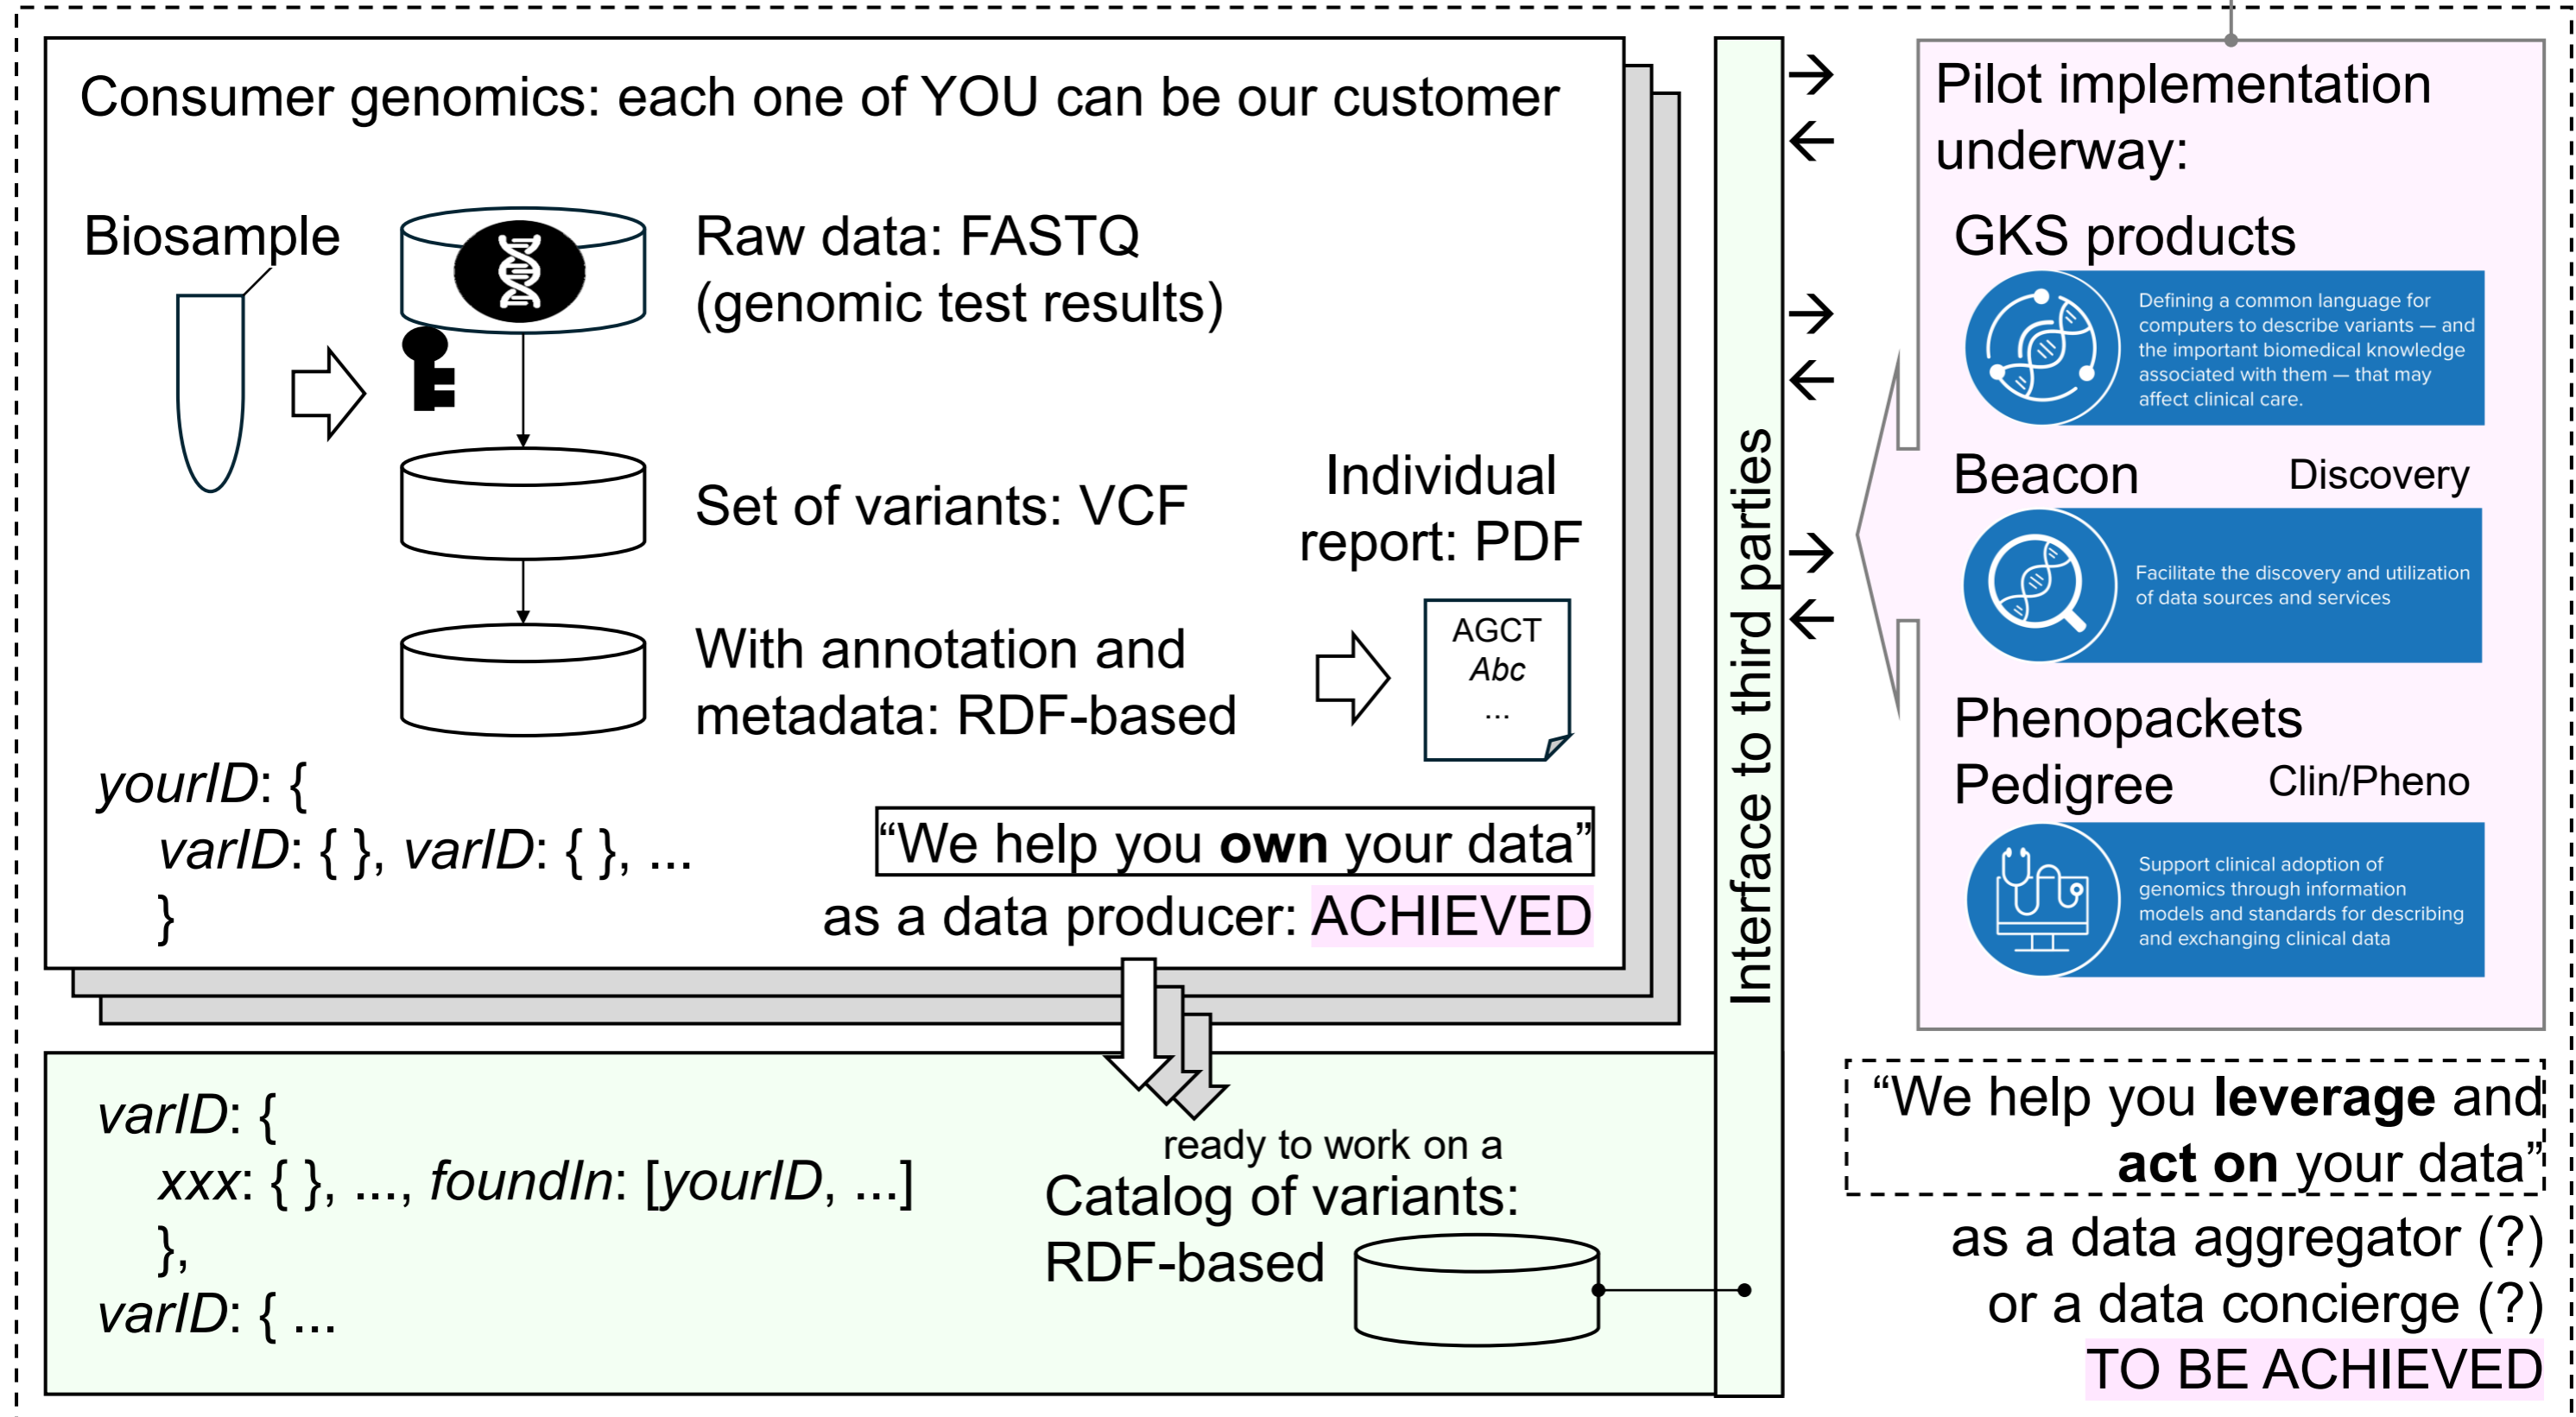 Consumer genomics: each one of YOU can be our customer
Biosample
Raw data: FASTQ
(genomic test results)
Set of variants: VCF
With annotation and
metadata: RDF-based
Individual
report: PDF
AGCT
Abc
...
yourID: {
varID: { }, varID: { }, ...
}
“We help you own your data”
as a data producer: ACHIEVED
varID: {
xxx: { }, ..., foundIn: [yourID, ...]
},
varID: { ...
ready to work on a
Catalog of variants:
RDF-based
Interface to third parties
Pilot implementation
underway:
GKS products
Defining a common language for
computers to describe variants — and
the important biomedical knowledge
associated with them — that may
affect clinical care.
Beacon Discovery
Facilitate the discovery and utilization
of data sources and services
Phenopackets
Pedigree Clin/Pheno
Support clinical adoption of
genomics through information
models and standards for describing
and exchanging clinical data
“We help you leverage and
act on your data”
as a data aggregator (?)
or a data concierge (?)
TO BE ACHIEVED